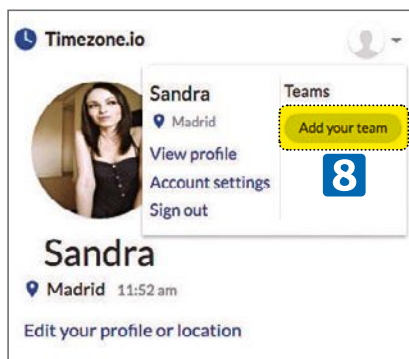 Timezone.io
Sandra
Madrid
View profile
Account settings
Sign out
Teams
Add your team
8
Sandra
Madrid 11:52 am
Edit your profile or location